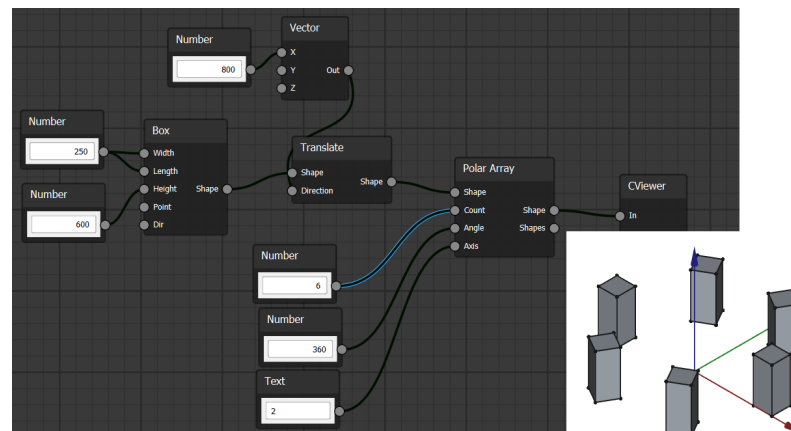 Number
800
Vector
X
Y
Out
Z
Number
250
Number
600
Box
Width
Length
Height
Shape
Point
Dir
Translate
Shape
Shape
Direction
Number
6
Number
360
Text
2
Polar Array
Shape
Count
Shape
Angle
Shapes
Axis
CViewer
In